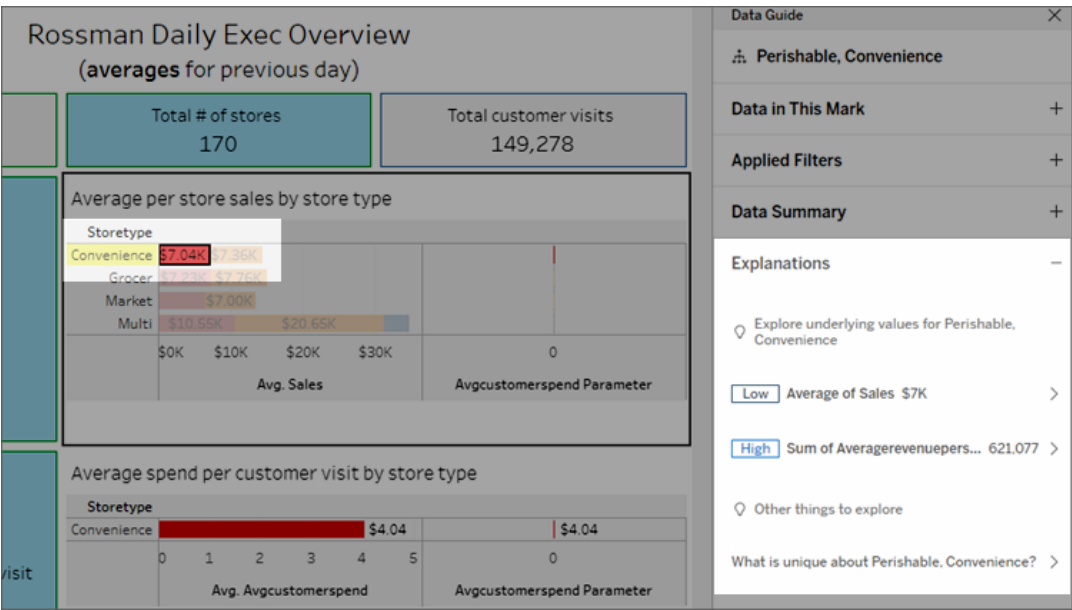 Rossman Daily Exec Overview
(averages for previous day)
Total # of stores
170
Total customer visits
149,278
Average per store sales by store type
Storetype
Convenience $7.04K $7.36K
Grocer $7.23K $7.76K
Market $7.00K
Multi $10.55K $20.65K
$0K $10K $20K $30K 0
Avg. Sales Avgcustomerspend Parameter
Average spend per customer visit by store type
Storetype
Convenience $4.04 $4.04
0 1 2 3 4 5 0
Avg. Avgcustomerspend Avgcustomerspend Parameter
visit
Data Guide
Perishable, Convenience
Data in This Mark
Applied Filters
Data Summary
Explanations
Explore underlying values for Perishable,
Convenience
Low Average of Sales $7K
High Sum of Averagerevenuepers... 621,077
Other things to explore
What is unique about Perishable, Convenience?